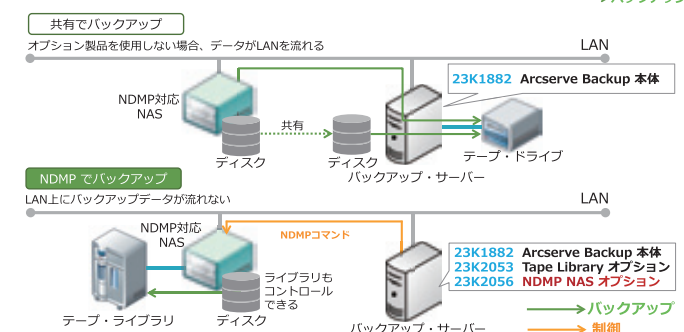 バックアップ
共有でバックアップ
オプション製品を使用しない場合、データがLANを流れる
LAN
23K1882 Arcserve Backup 本体
NDMP対応
NAS
共有
ディスク
ディスク
テープ・ドライブ
バックアップ・サーバー
NDMP でバックアップ
LAN上にバックアップデータが流れない
LAN
NDMP対応
NAS
NDMPコマンド
23K1882 Arcserve Backup 本体
23K2053 Tape Library オプション
23K2056 NDMP NAS オプション
ライブラリも
コントロール
できる
テープ・ライブラリ
ディスク
バックアップ・サーバー
バックアップ
制御